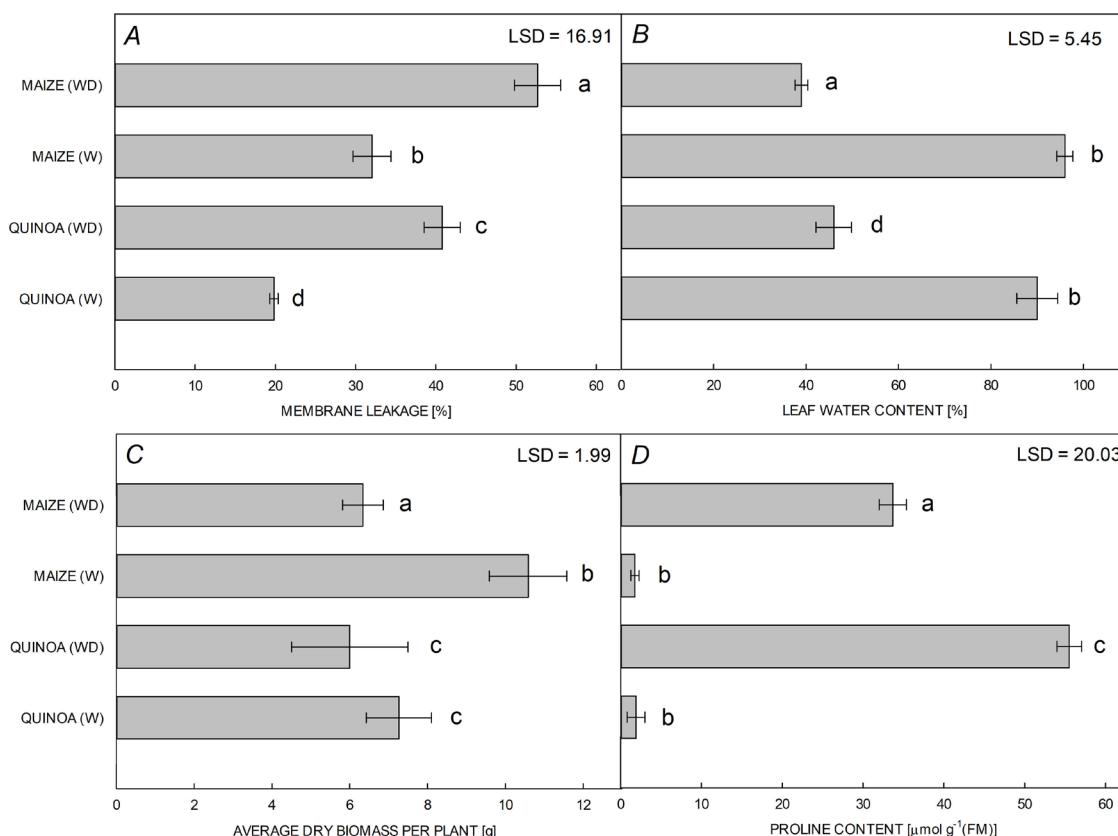 A LSD = 16.91 B LSD = 5.45
MAIZE (WD) a a
MAIZE (W) b b
QUINOA (WD) c d
QUINOA (W) d b
0 10 20 30 40 50 60 0 20 40 60 80 100
MEMBRANE LEAKAGE [%] LEAF WATER CONTENT [%]
C LSD = 1.99 D LSD = 20.03
MAIZE (WD) a a
MAIZE (W) b b
QUINOA (WD) c c
QUINOA (W) c b
0 2 4 6 8 10 12 0 10 20 30 40 50 60
AVERAGE DRY BIOMASS PER PLANT [g] PROLINE CONTENT [μmol g⁻¹(FM)]